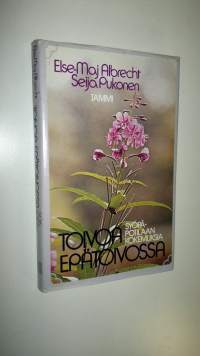 Else-Maj Albrecht
Seija Pukonen
TAMMI
SYÖPÄ-
POTILAAN
KOKEMUKSIA
TOIVOA
EPÄTOIVOSSA